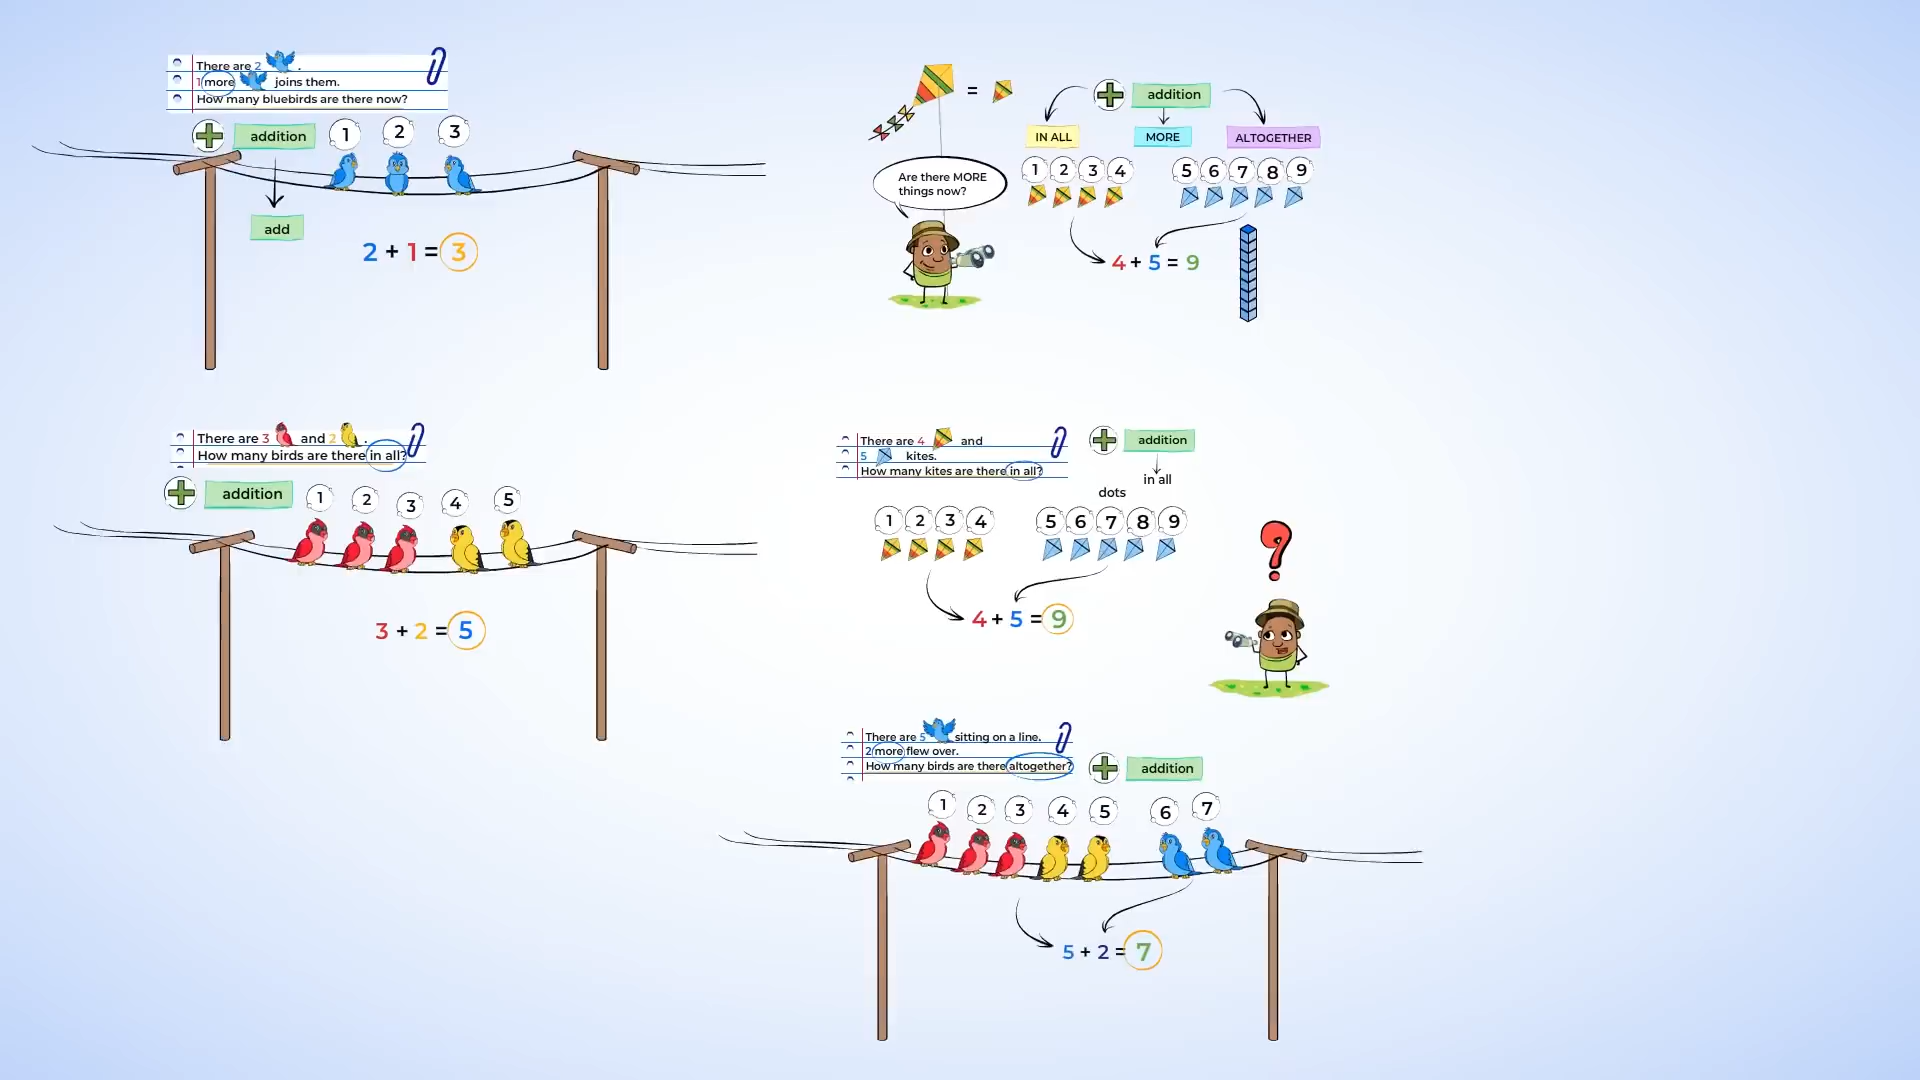 There are 2 .
1 more joins them.
How many bluebirds are there now?
addition
1 2 3
add
2 + 1 = 3
=
addition
IN ALL MORE ALTOGETHER
Are there MORE
things now?
1 2 3 4 5 6 7 8 9
4 + 5 = 9
There are 3 and 2 .
How many birds are there in all?
addition
1 2 3 4 5
3 + 2 = 5
There are 4 and
5 kites.
How many kites are there in all?
addition
in all
dots
1 2 3 4 5 6 7 8 9
4 + 5 = 9
?
There are 5 sitting on a line.
2 more flew over.
How many birds are there altogether?
addition
1 2 3 4 5 6 7
5 + 2 = 7